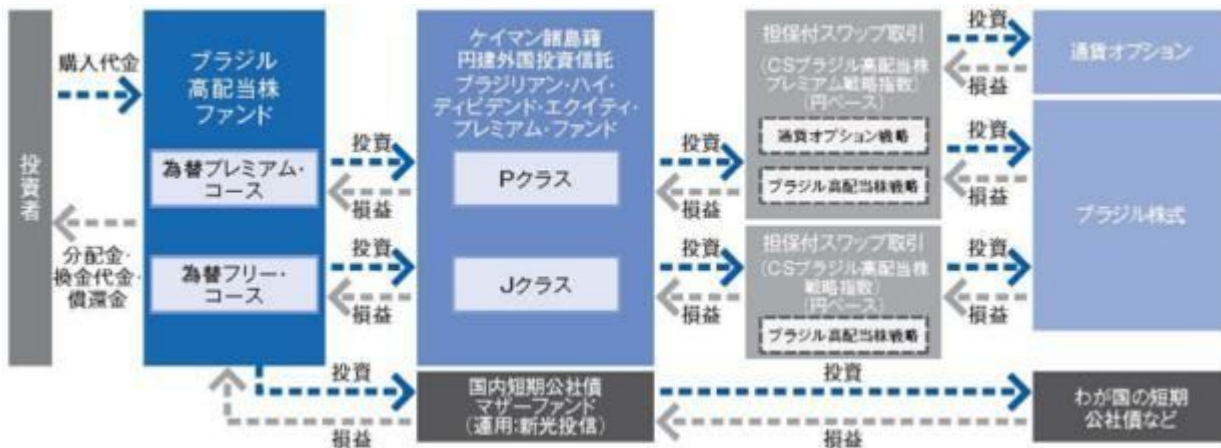 投資者
購入代金
分配金・
換金代金・
償還金
ブラジル
高配当株
ファンド
為替プレミアム・
コース
為替フリー・
コース
投資
損益
投資
損益
投資
損益
ケイマン諸島籍
円建外国投資信託
ブラジリアン・ハイ・
ディビデンド・エクイティ・
プレミアム・ファンド
Pクラス
Jクラス
国内短期公社債
マザーファンド
(運用:新光投信)
投資
損益
投資
損益
投資
損益
担保付スワップ取引
(CSブラジル高配当株
プレミアム戦略指数)
(円ベース)
通貨オプション戦略
ブラジル高配当株戦略
担保付スワップ取引
(CSブラジル高配当株
戦略指数)
(円ベース)
ブラジル高配当株戦略
投資
損益
投資
損益
投資
損益
通貨オプション
ブラジル株式
わが国の短期
公社債など